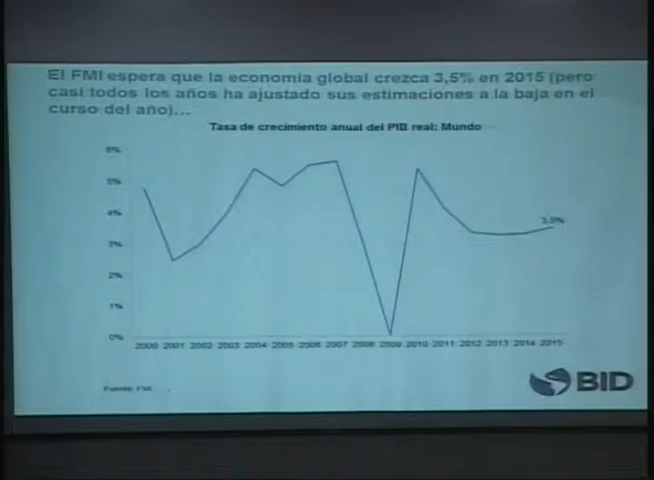 El FMI espera que la economía global crezca 3,5% en 2015 (pero
casi todos los años ha ajustado sus estimaciones a la baja en el
curso del año)...
Tasa de crecimiento anual del PIB real: Mundo
6%
5%
4%
3%
2%
1%
0%
3,5%
2000 2001 2002 2003 2004 2005 2006 2007 2008 2009 2010 2011 2012 2013 2014 2015
Fuente: FMI
BID